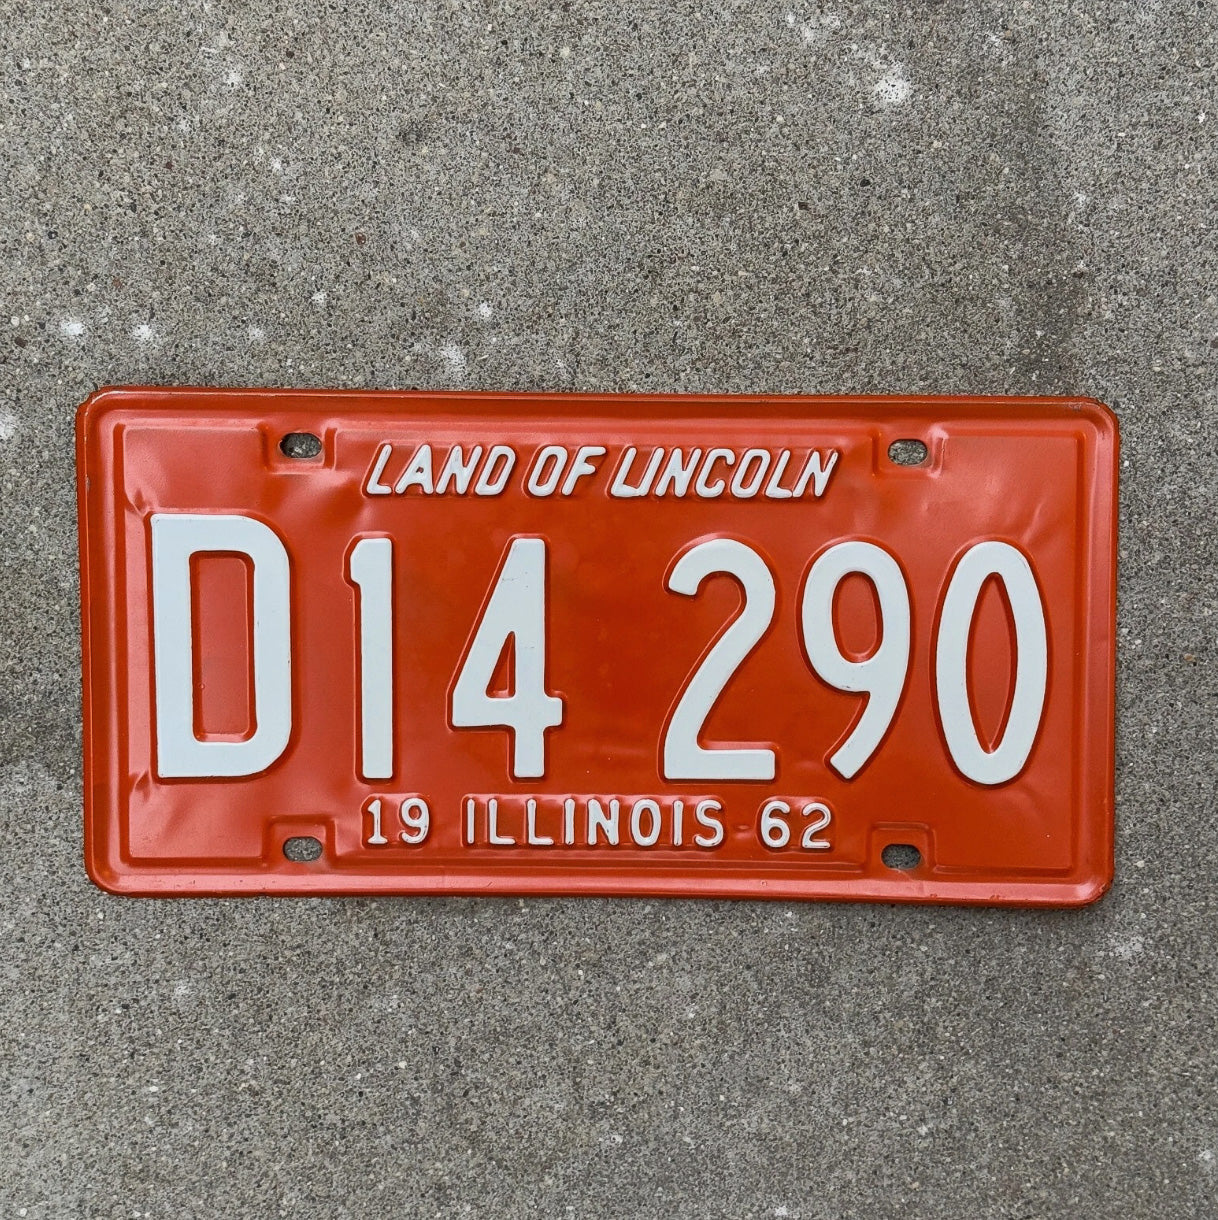 LAND OF LINCOLN
D14 290
19 ILLINOIS 62